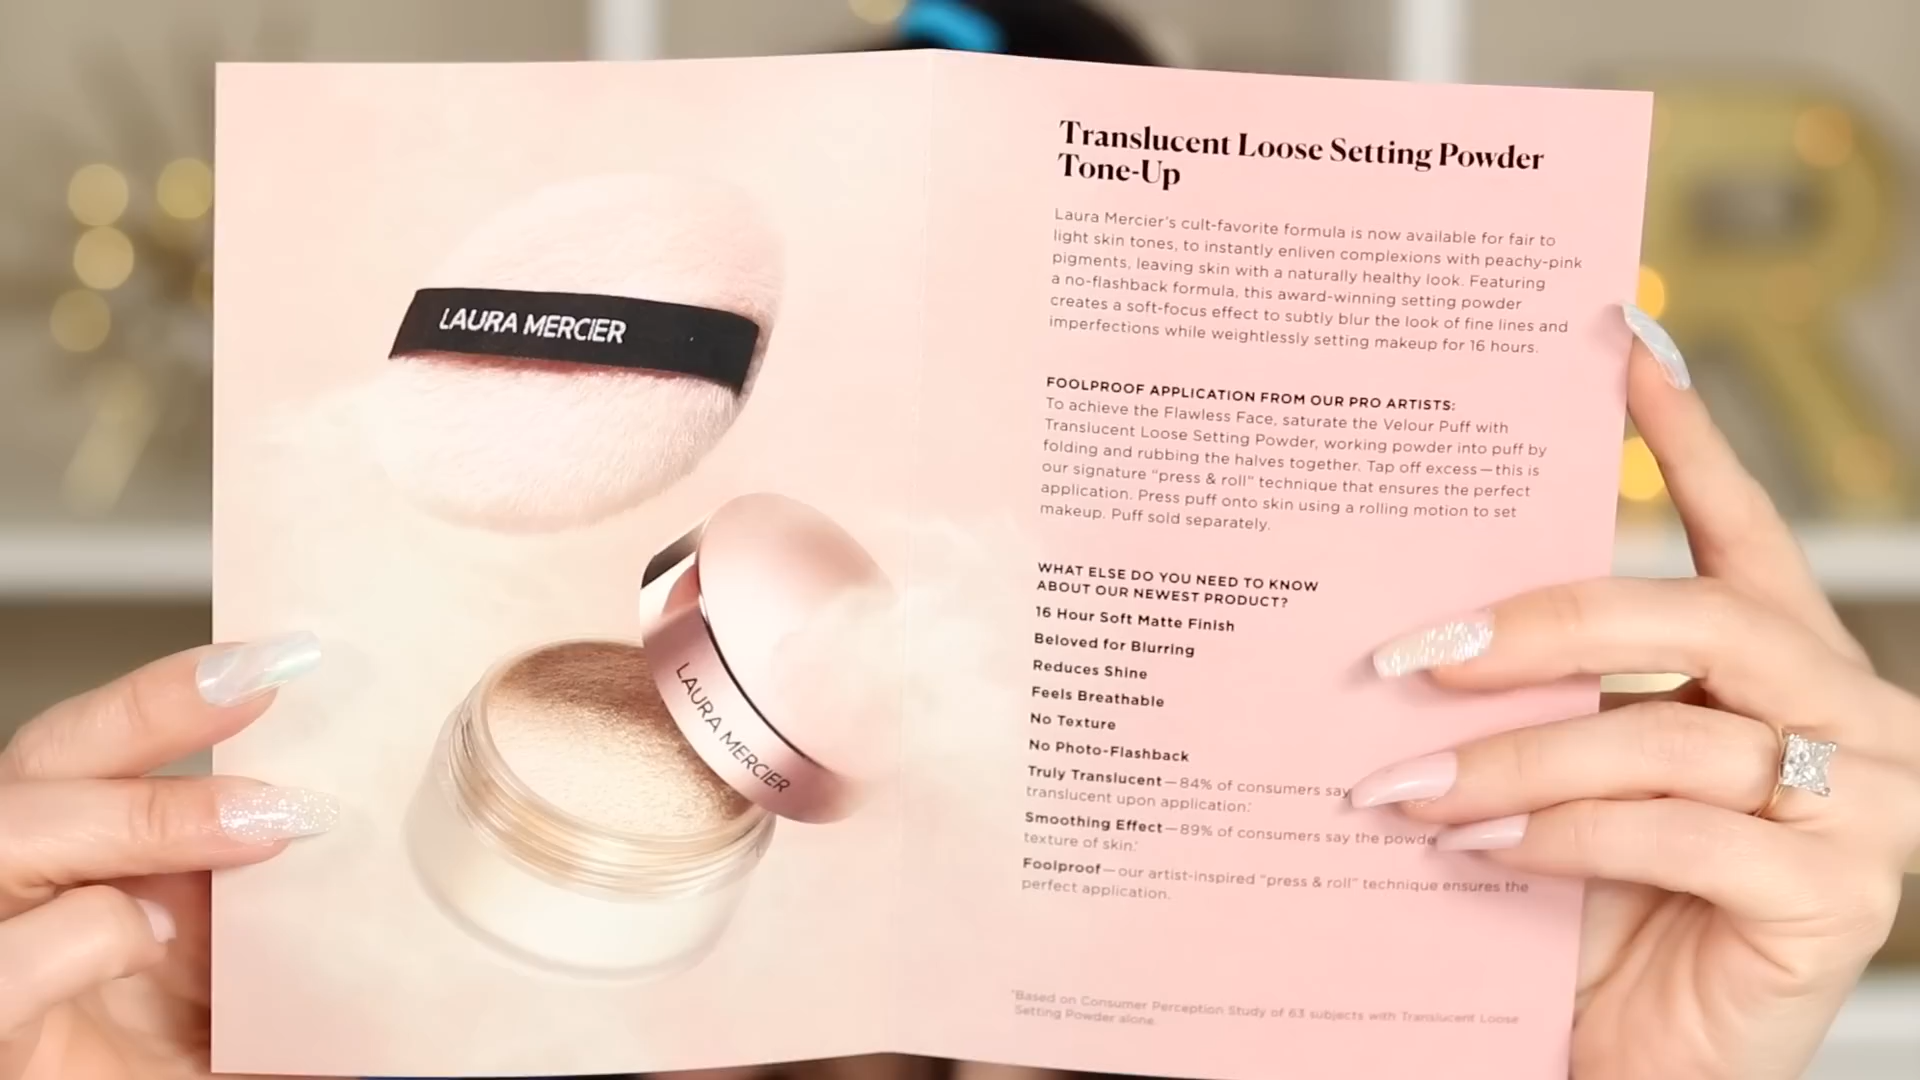 LAURA MERCIER
LAURA MERCIER
Translucent Loose Setting Powder
Tone-Up
Laura Mercier's cult-favorite formula is now available for fair to
light skin tones, to instantly enliven complexions with peachy-pink
pigments, leaving skin with a naturally healthy look. Featuring
a no-flashback formula, this award-winning setting powder
creates a soft-focus effect to subtly blur the look of fine lines and
imperfections while weightlessly setting makeup for 16 hours.
FOOLPROOF APPLICATION FROM OUR PRO ARTISTS:
To achieve the Flawless Face, saturate the Velour Puff with
Translucent Loose Setting Powder, working powder into puff by
folding and rubbing the halves together. Tap off excess—this is
our signature “press & roll” technique that ensures the perfect
application. Press puff onto skin using a rolling motion to set
makeup. Puff sold separately.
WHAT ELSE DO YOU NEED TO KNOW
ABOUT OUR NEWEST PRODUCT?
16 Hour Soft Matte Finish
Beloved for Blurring
Reduces Shine
Feels Breathable
No Texture
No Photo-Flashback
Truly Translucent—84% of consumers say
translucent upon application.*
Smoothing Effect—89% of consumers say the powde
texture of skin.*
Foolproof—our artist-inspired “press & roll” technique ensures the
perfect application.
*Based on Consumer Perception Study of 63 subjects with Translucent Loose
Setting Powder alone.
R